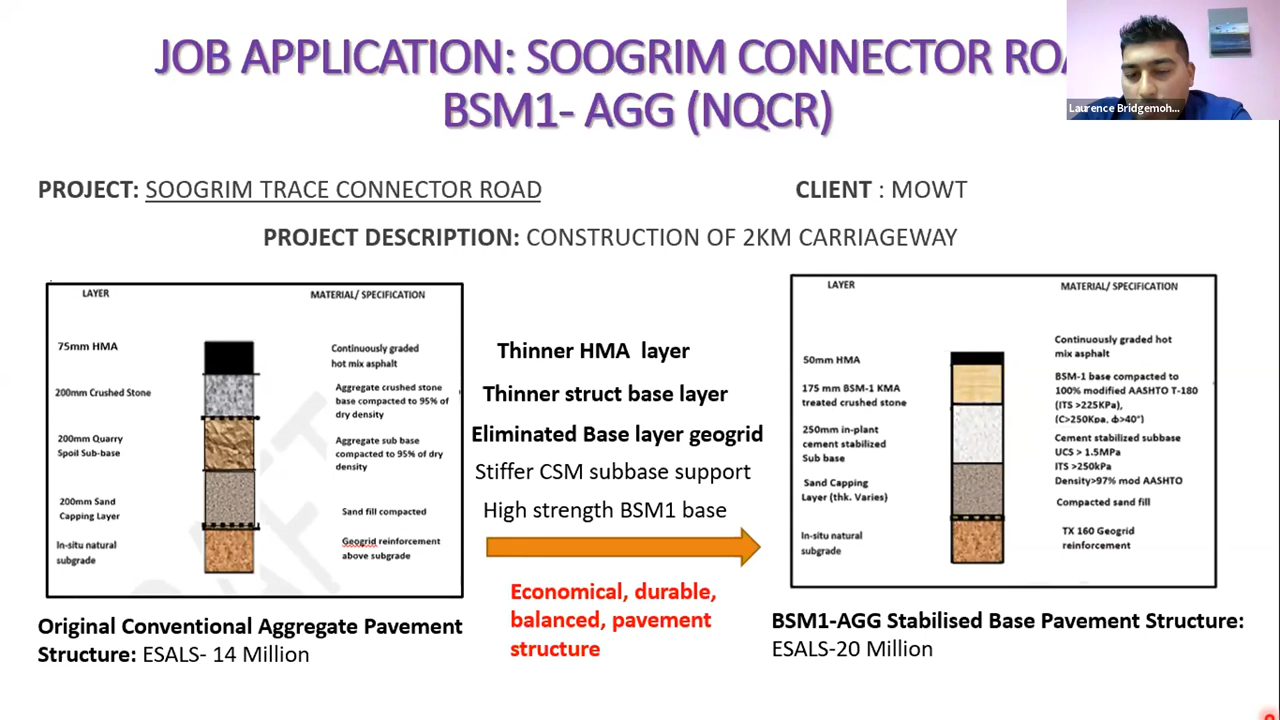 JOB APPLICATION: SOOGRIM CONNECTOR
BSM1- AGG (NQCR)
Laurence Bridgemoh...
PROJECT: SOOGRIM TRACE CONNECTOR ROAD
CLIENT : MOWT
PROJECT DESCRIPTION: CONSTRUCTION OF 2KM CARRIAGEWAY
LAYER
MATERIAL/ SPECIFICATION
75mm HMA
Continuously graded
hot mix asphalt
200mm Crushed Stone
Aggregate crushed stone
base compacted to 95% of
dry density
200mm Quarry
Spoil Sub-base
Aggregate sub base
compacted to 95% of dry
density
200mm Sand
Capping Layer
Sand fill compacted
In-situ natural
subgrade
Geogrid reinforcement
above subgrade
Original Conventional Aggregate Pavement
Structure: ESALS- 14 Million
Thinner HMA layer
Thinner struct base layer
Eliminated Base layer geogrid
Stiffer CSM subbase support
High strength BSM1 base
Economical, durable,
balanced, pavement
structure
LAYER
MATERIAL/ SPECIFICATION
50mm HMA
Continuously graded hot
mix asphalt
175 mm BSM-1 KMA
treated crushed stone
BSM-1 base compacted to
100% modified AASHTO T-180
(ITS >225KPa),
(C>250Kpa, ф>40°)
250mm in-plant
cement stabilized
Sub base
Cement stabilized subbase
UCS > 1.5MPa
ITS >250kPa
Density>97% mod AASHTO
Sand Capping
Layer (thk. Varies)
Compacted sand fill
In-situ natural
subgrade
TX 160 Geogrid
reinforcement
BSM1-AGG Stabilised Base Pavement Structure:
ESALS-20 Million